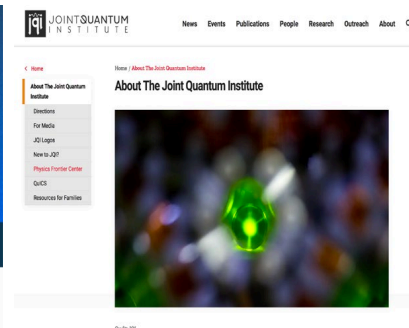 jqi JOINT QUANTUM
INSTITUTE
News Events Publications People Research Outreach About
Home
Home / About The Joint Quantum Institute
About The Joint Quantum
Institute
About The Joint Quantum Institute
Directions
For Media
JQI Logos
New to JQI?
Physics Frontier Center
QuICS
Resources for Families